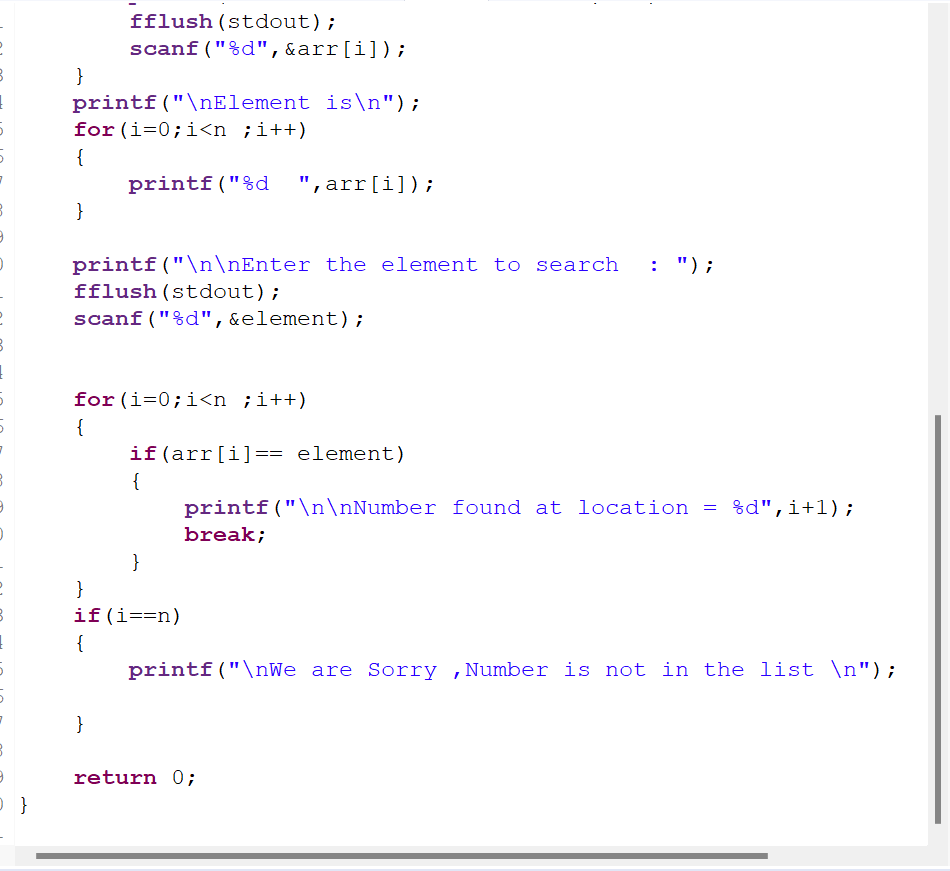 fflush(stdout);
scanf("%d",&arr[i]);
}
printf("\nElement is\n");
for(i=0;i<n ;i++)
{
printf("%d  ",arr[i]);
}
printf("\n\nEnter the element to search  : ");
fflush(stdout);
scanf("%d",&element);
for(i=0;i<n ;i++)
{
if(arr[i]== element)
{
printf("\n\nNumber found at location = %d",i+1);
break;
}
}
if(i==n)
{
printf("\nWe are Sorry ,Number is not in the list \n");
}
return 0;
}